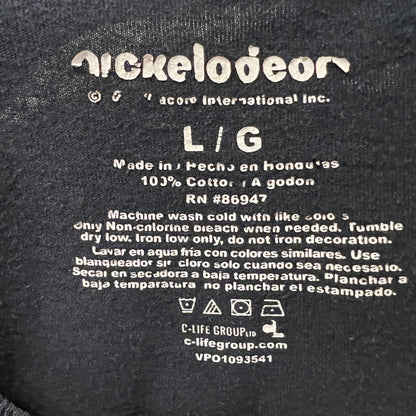 nickelodeon
© Viacom International Inc.
L / G
Made in / Hecho en Honduras
100% Cotton / Algodon
RN #86947
Machine wash cold with like colors
Only Non-chlorine bleach when needed. Tumble
dry low. Iron low only, do not iron decoration.
Lavar en agua fria con colores similares. Use
blanqueador sin cloro solo cuando sea necesario.
Secar en secadora a baja temperatura. Planchar a
baja temparatura no planchar el estampado.
C-LIFE GROUP LTD CL
c-lifegroup.com
VPO1093541